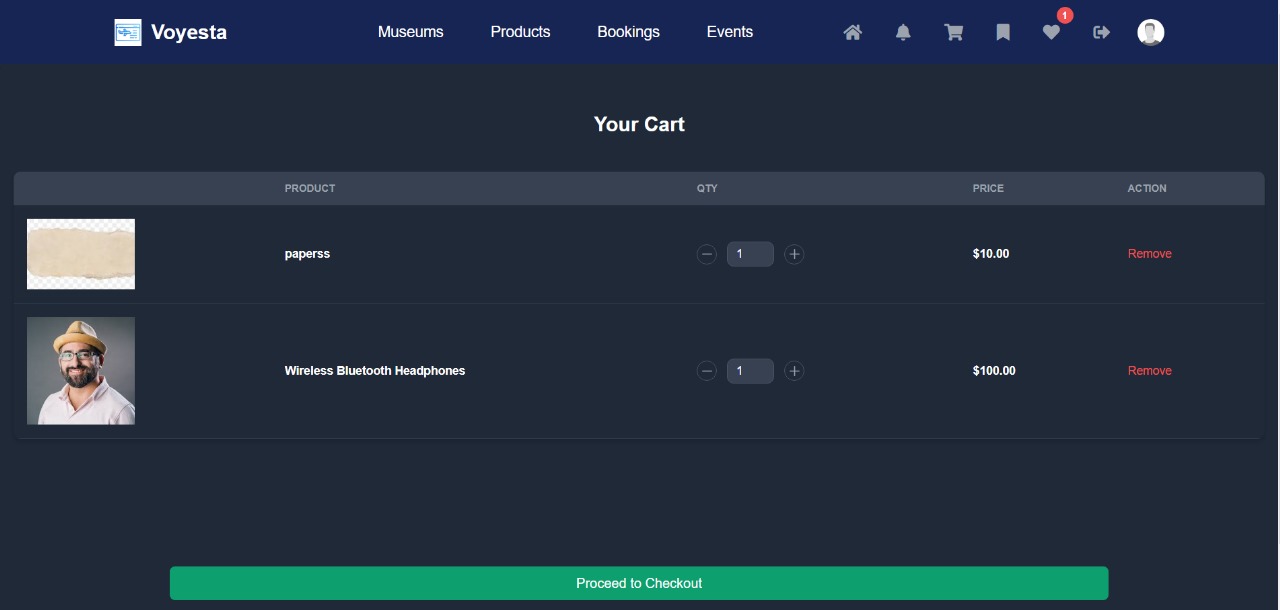 Voyesta Museums Products Bookings Events 1
Your Cart
PRODUCT QTY PRICE ACTION
paperss 1 $10.00 Remove
Wireless Bluetooth Headphones 1 $100.00 Remove
Proceed to Checkout